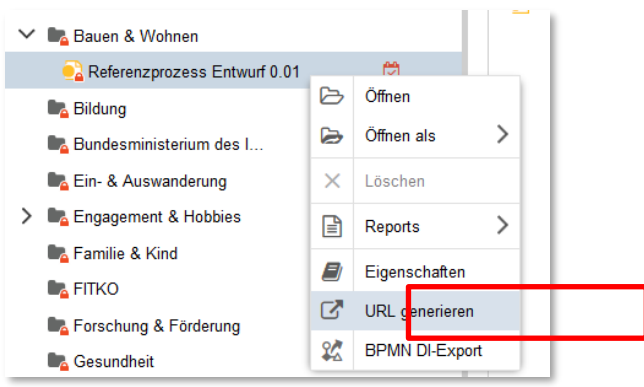 Bauen & Wohnen
Referenzprozess Entwurf 0.01
Bildung
Bundesministerium des I...
Ein- & Auswanderung
Engagement & Hobbies
Familie & Kind
FITKO
Forschung & Förderung
Gesundheit
Öffnen
Öffnen als
Löschen
Reports
Eigenschaften
URL generieren
BPMN DI-Export